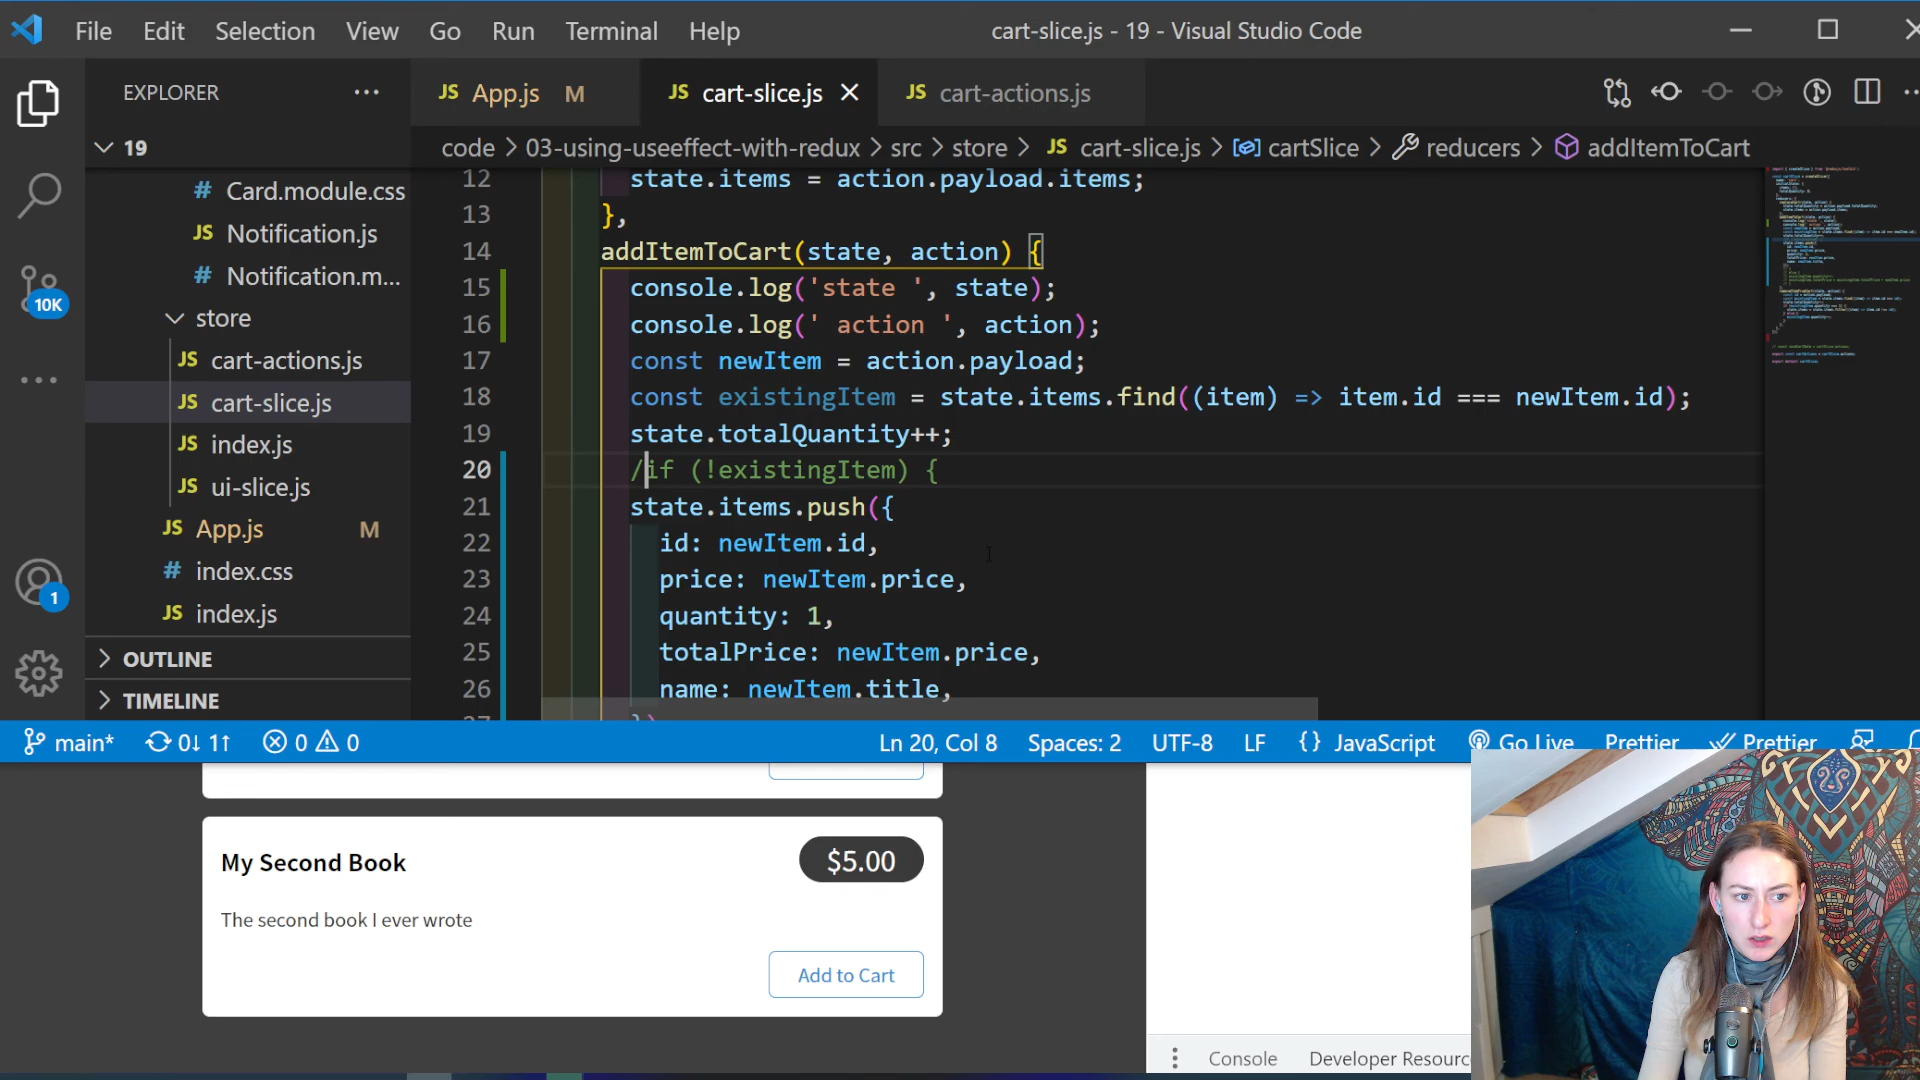 File Edit Selection View Go Run Terminal Help
cart-slice.js - 19 - Visual Studio Code
EXPLORER
JS App.js M
JS cart-slice.js
JS cart-actions.js
19
code > 03-using-useeffect-with-redux > src > store > JS cart-slice.js > cartSlice > reducers > addItemToCart
# Card.module.css
JS Notification.js
# Notification.m...
store
JS cart-actions.js
JS cart-slice.js
JS index.js
JS ui-slice.js
JS App.js M
# index.css
JS index.js
OUTLINE
TIMELINE
10K
1
12 state.items = action.payload.items;
13 },
14 addItemToCart(state, action) {
15 console.log('state ', state);
16 console.log(' action ', action);
17 const newItem = action.payload;
18 const existingItem = state.items.find((item) => item.id === newItem.id);
19 state.totalQuantity++;
20 /if (!existingItem) {
21 state.items.push({
22 id: newItem.id,
23 price: newItem.price,
24 quantity: 1,
25 totalPrice: newItem.price,
26 name: newItem.title,
main* 0↓ 1↑ 0 0
Ln 20, Col 8 Spaces: 2 UTF-8 LF {} JavaScript Go Live Prettier Prettier
My Second Book
$5.00
The second book I ever wrote
Add to Cart
Console Developer Resourc